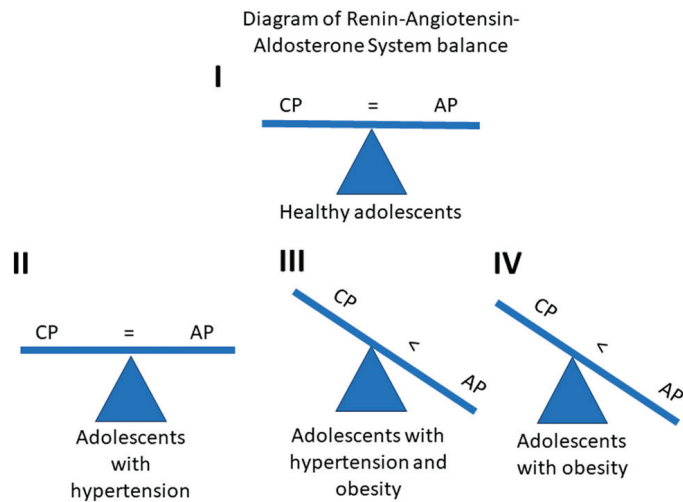 Diagram of Renin-Angiotensin-
Aldosterone System balance
I
CP = AP
Healthy adolescents
II
CP = AP
Adolescents
with
hypertension
III
CP
<
AP
Adolescents with
hypertension and
obesity
IV
CP
<
AP
Adolescents
with obesity